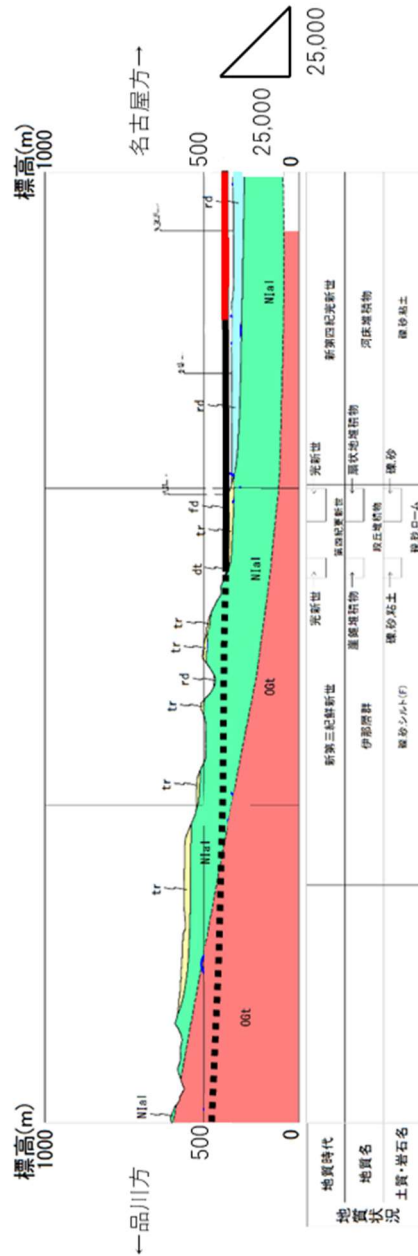 標高(m)
1000
標高(m)
1000
←品川方
名古屋方→
500
500
0
0
25,000
25,000
NIal
tr
NIal
tr
tr
rd
tr
tr
dt
tr
fd
rd
rd
OGt
OGt
NIal
NIal
地質状況
地質時代
新第三紀鮮新世
完新世
第四紀更新世
完新世
新第四紀完新世
地質名
伊那層群
崖錐堆積物
段丘堆積物
扇状地堆積物
河床堆積物
土質・岩石名
礫砂シルト(F)
礫,砂,粘土
礫砂ローム
礫,砂
礫砂粘土